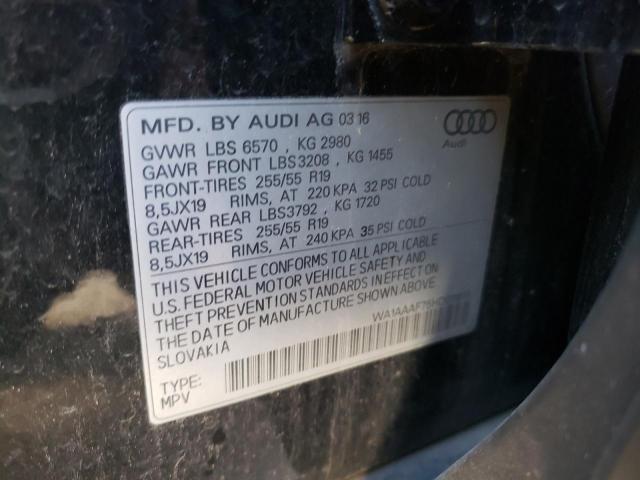 MFD. BY AUDI AG 03 16
GVWR LBS 6570 , KG 2980
GAWR FRONT LBS3208 , KG 1455
FRONT-TIRES 255/55 R19
8,5JX19 RIMS, AT 220 KPA 32 PSI COLD
GAWR REAR LBS3792 , KG 1720
REAR-TIRES 255/55 R19
8,5JX19 RIMS, AT 240 KPA 35 PSI COLD
Audi
THIS VEHICLE CONFORMS TO ALL APPLICABLE
U.S. FEDERAL MOTOR VEHICLE SAFETY AND
THEFT PREVENTION STANDARDS IN EFFECT ON
THE DATE OF MANUFACTURE SHOWN ABOVE
SLOVAKIA
TYPE:
MPV